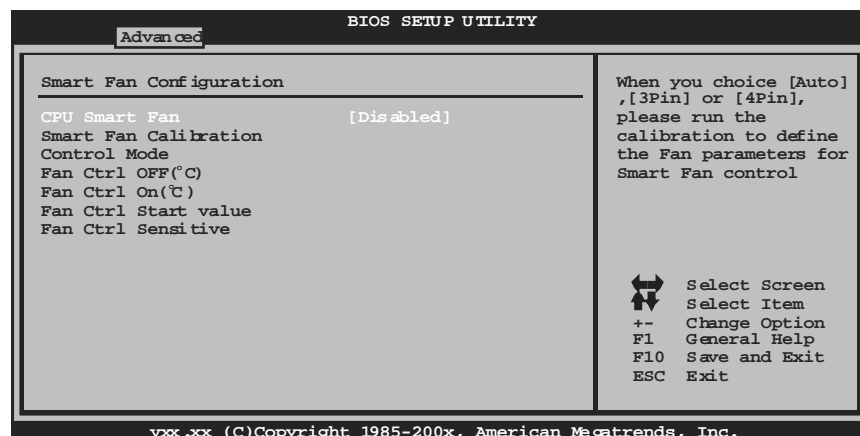 BIOS SETUP UTILITY
Advanced
Smart Fan Configuration
CPU Smart Fan [Disabled]
Smart Fan Calibration
Control Mode
Fan Ctrl OFF(°C)
Fan Ctrl On(°C)
Fan Ctrl Start value
Fan Ctrl Sensitive
When you choice [Auto]
,[3Pin] or [4Pin],
please run the
calibration to define
the Fan parameters for
Smart Fan control
Select Screen
Select Item
+- Change Option
F1 General Help
F10 Save and Exit
ESC Exit
vxx.xx (C)Copyright 1985-200x, American Megatrends, Inc.